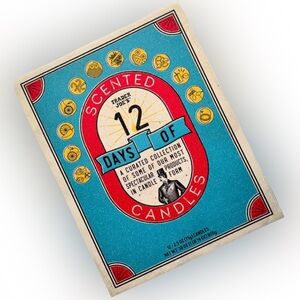 SCENTED
TRADER
JOE'S
12
DAYS OF
A CURATED COLLECTION
OF SOME OF OUR MOST
SPECTACULAR PRODUCTS,
IN CANDLE FORM
CANDLES